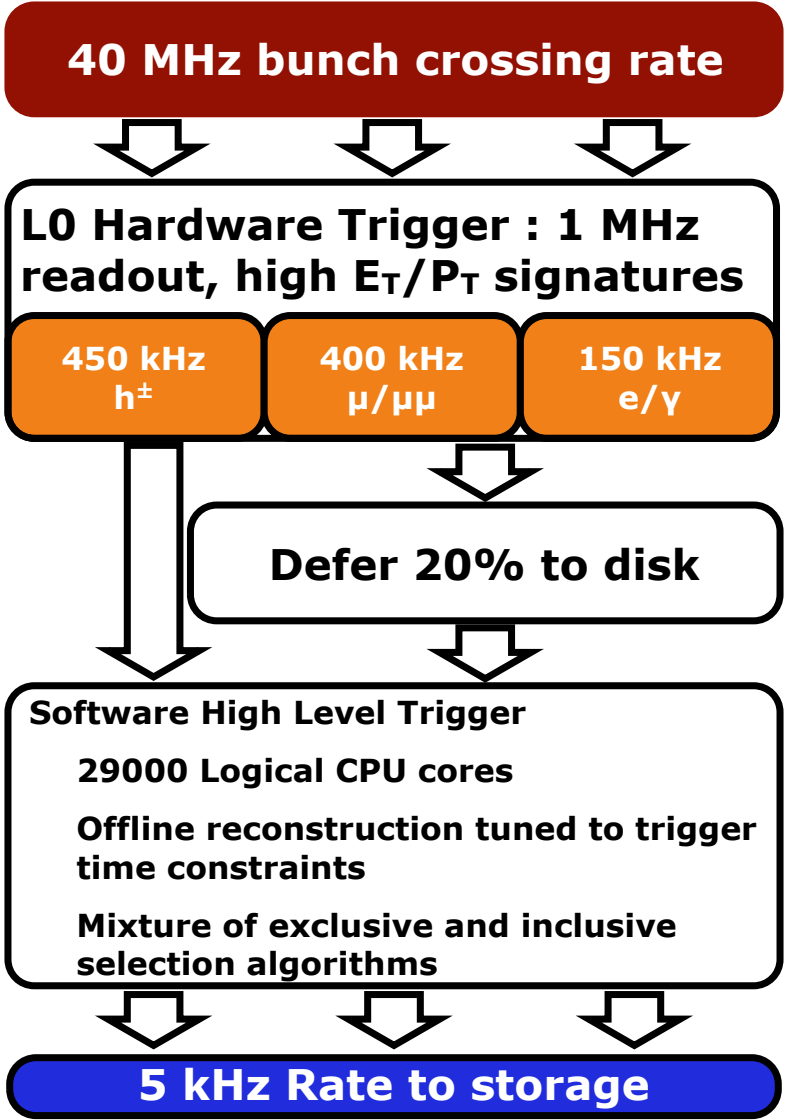 40 MHz bunch crossing rate
L0 Hardware Trigger : 1 MHz
readout, high E_T/P_T signatures
450 kHz
h^±
400 kHz
μ/μμ
150 kHz
e/γ
Defer 20% to disk
Software High Level Trigger
29000 Logical CPU cores
Offline reconstruction tuned to trigger
time constraints
Mixture of exclusive and inclusive
selection algorithms
5 kHz Rate to storage